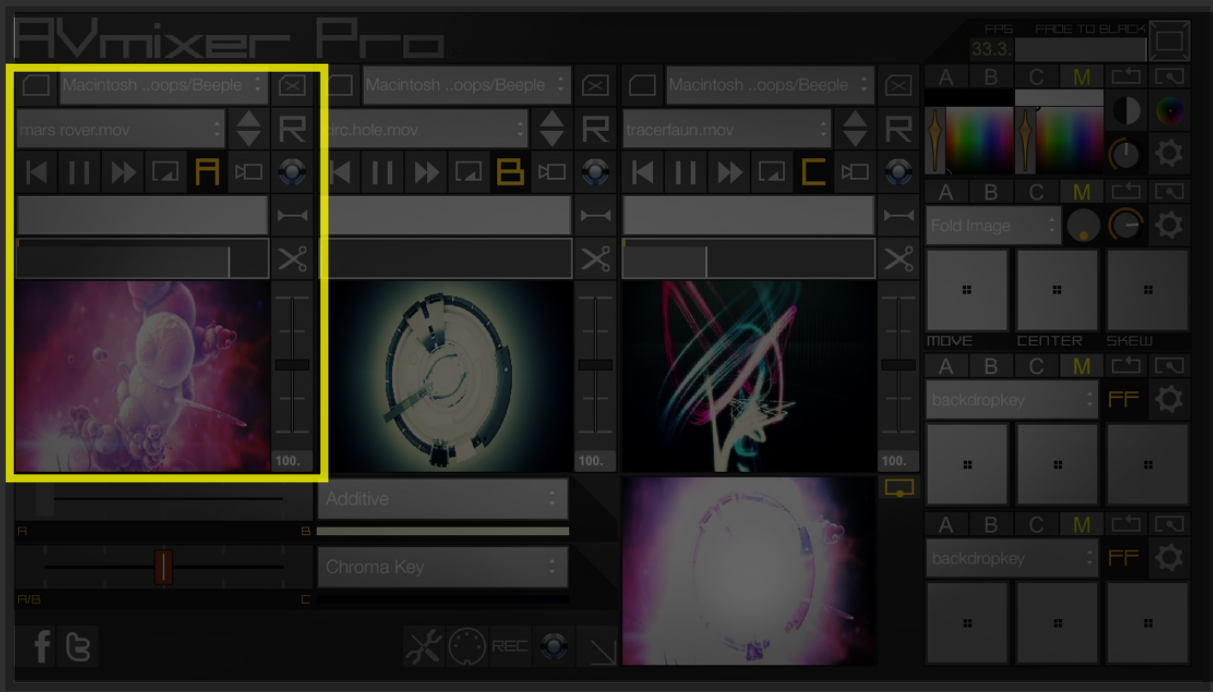 AVmixer Pro
FPS FADE TO BLACK
33.3.
Macintosh ..oops/Beeple
Macintosh ..oops/Beeple
Macintosh ..oops/Beeple
A B C M
mars rover.mov
R
circ.hole.mov
R
tracerfaun.mov
R
A
B
C
A B C M
Fold Image
MOVE CENTER SKEW
A B C M
backdropkey
FF
100.
100.
100.
Additive
A B
Chroma Key
A/B C
A B C M
backdropkey
FF
REC